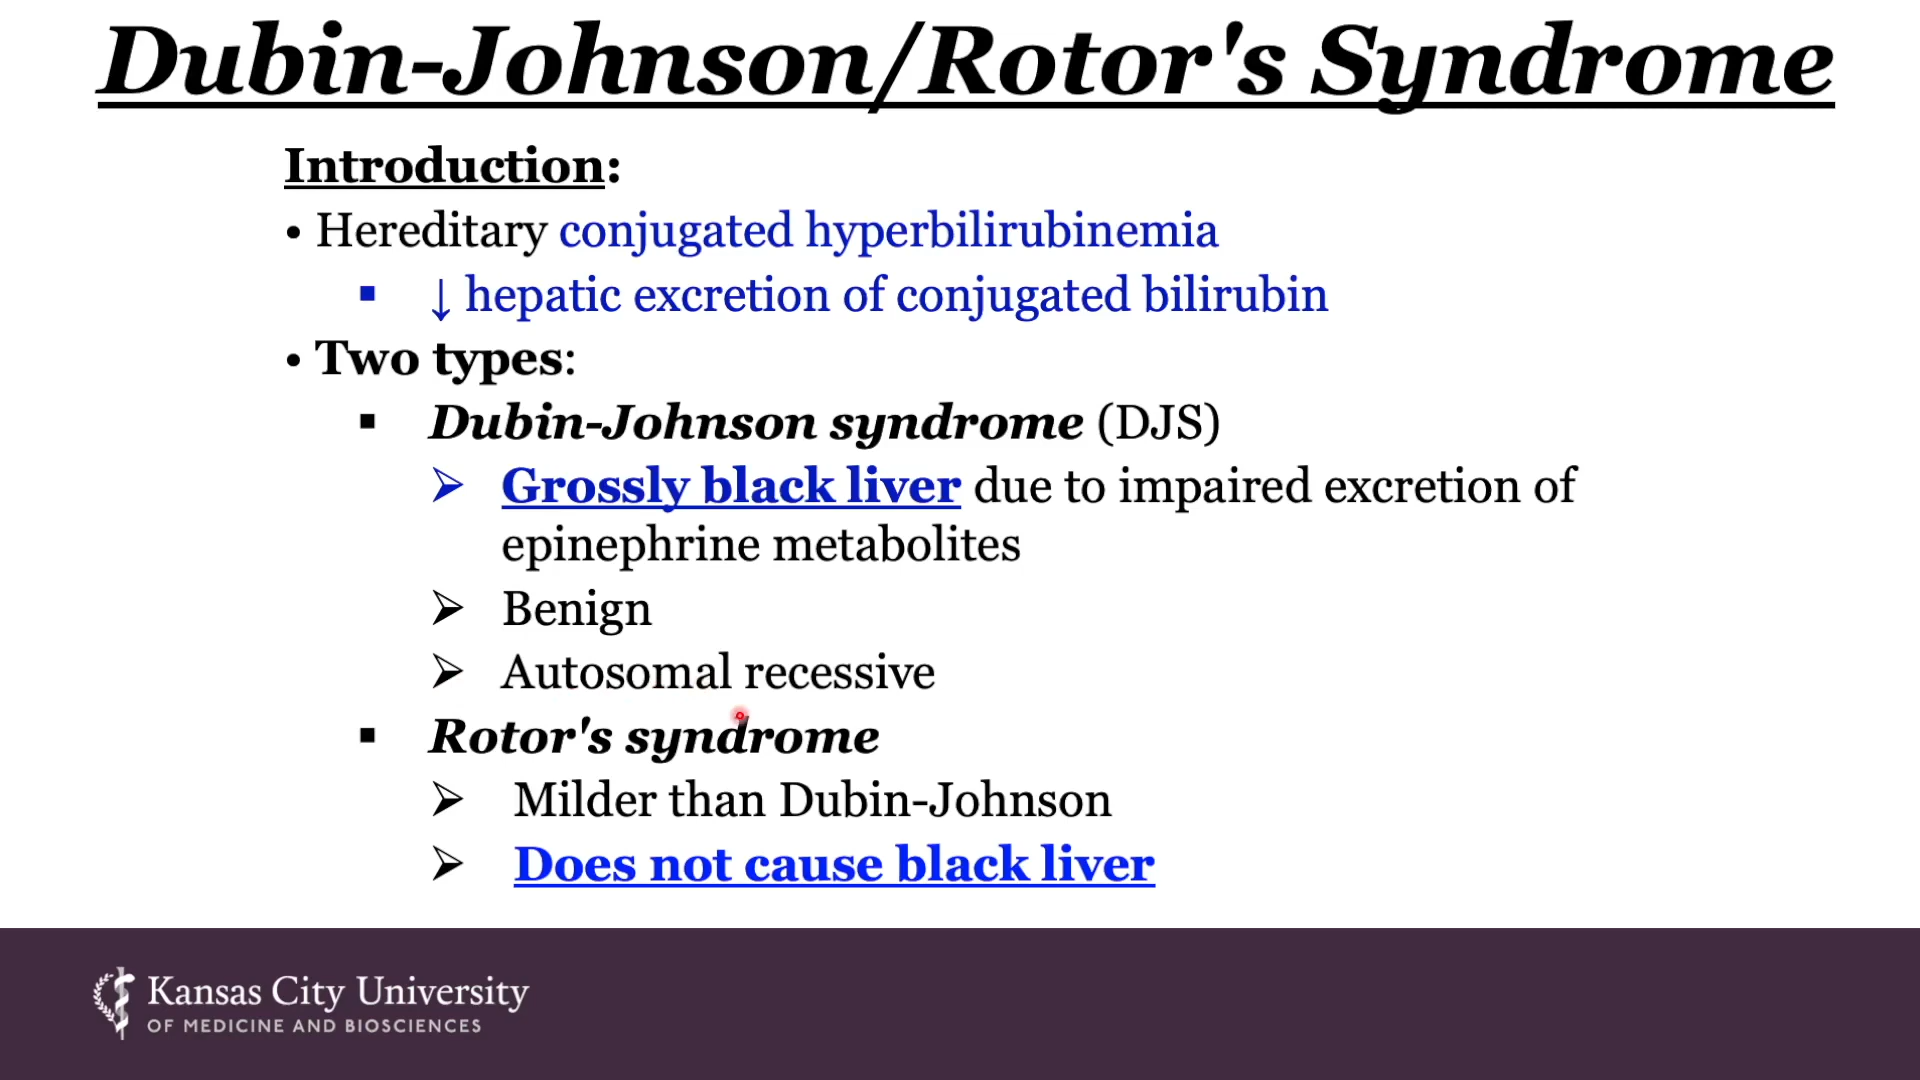 Dubin-Johnson/Rotor's Syndrome
Introduction:
• Hereditary conjugated hyperbilirubinemia
▪ ↓ hepatic excretion of conjugated bilirubin
• Two types:
▪ Dubin-Johnson syndrome (DJS)
➢ Grossly black liver due to impaired excretion of
epinephrine metabolites
➢ Benign
➢ Autosomal recessive
▪ Rotor's syndrome
➢ Milder than Dubin-Johnson
➢ Does not cause black liver
Kansas City University
OF MEDICINE AND BIOSCIENCES